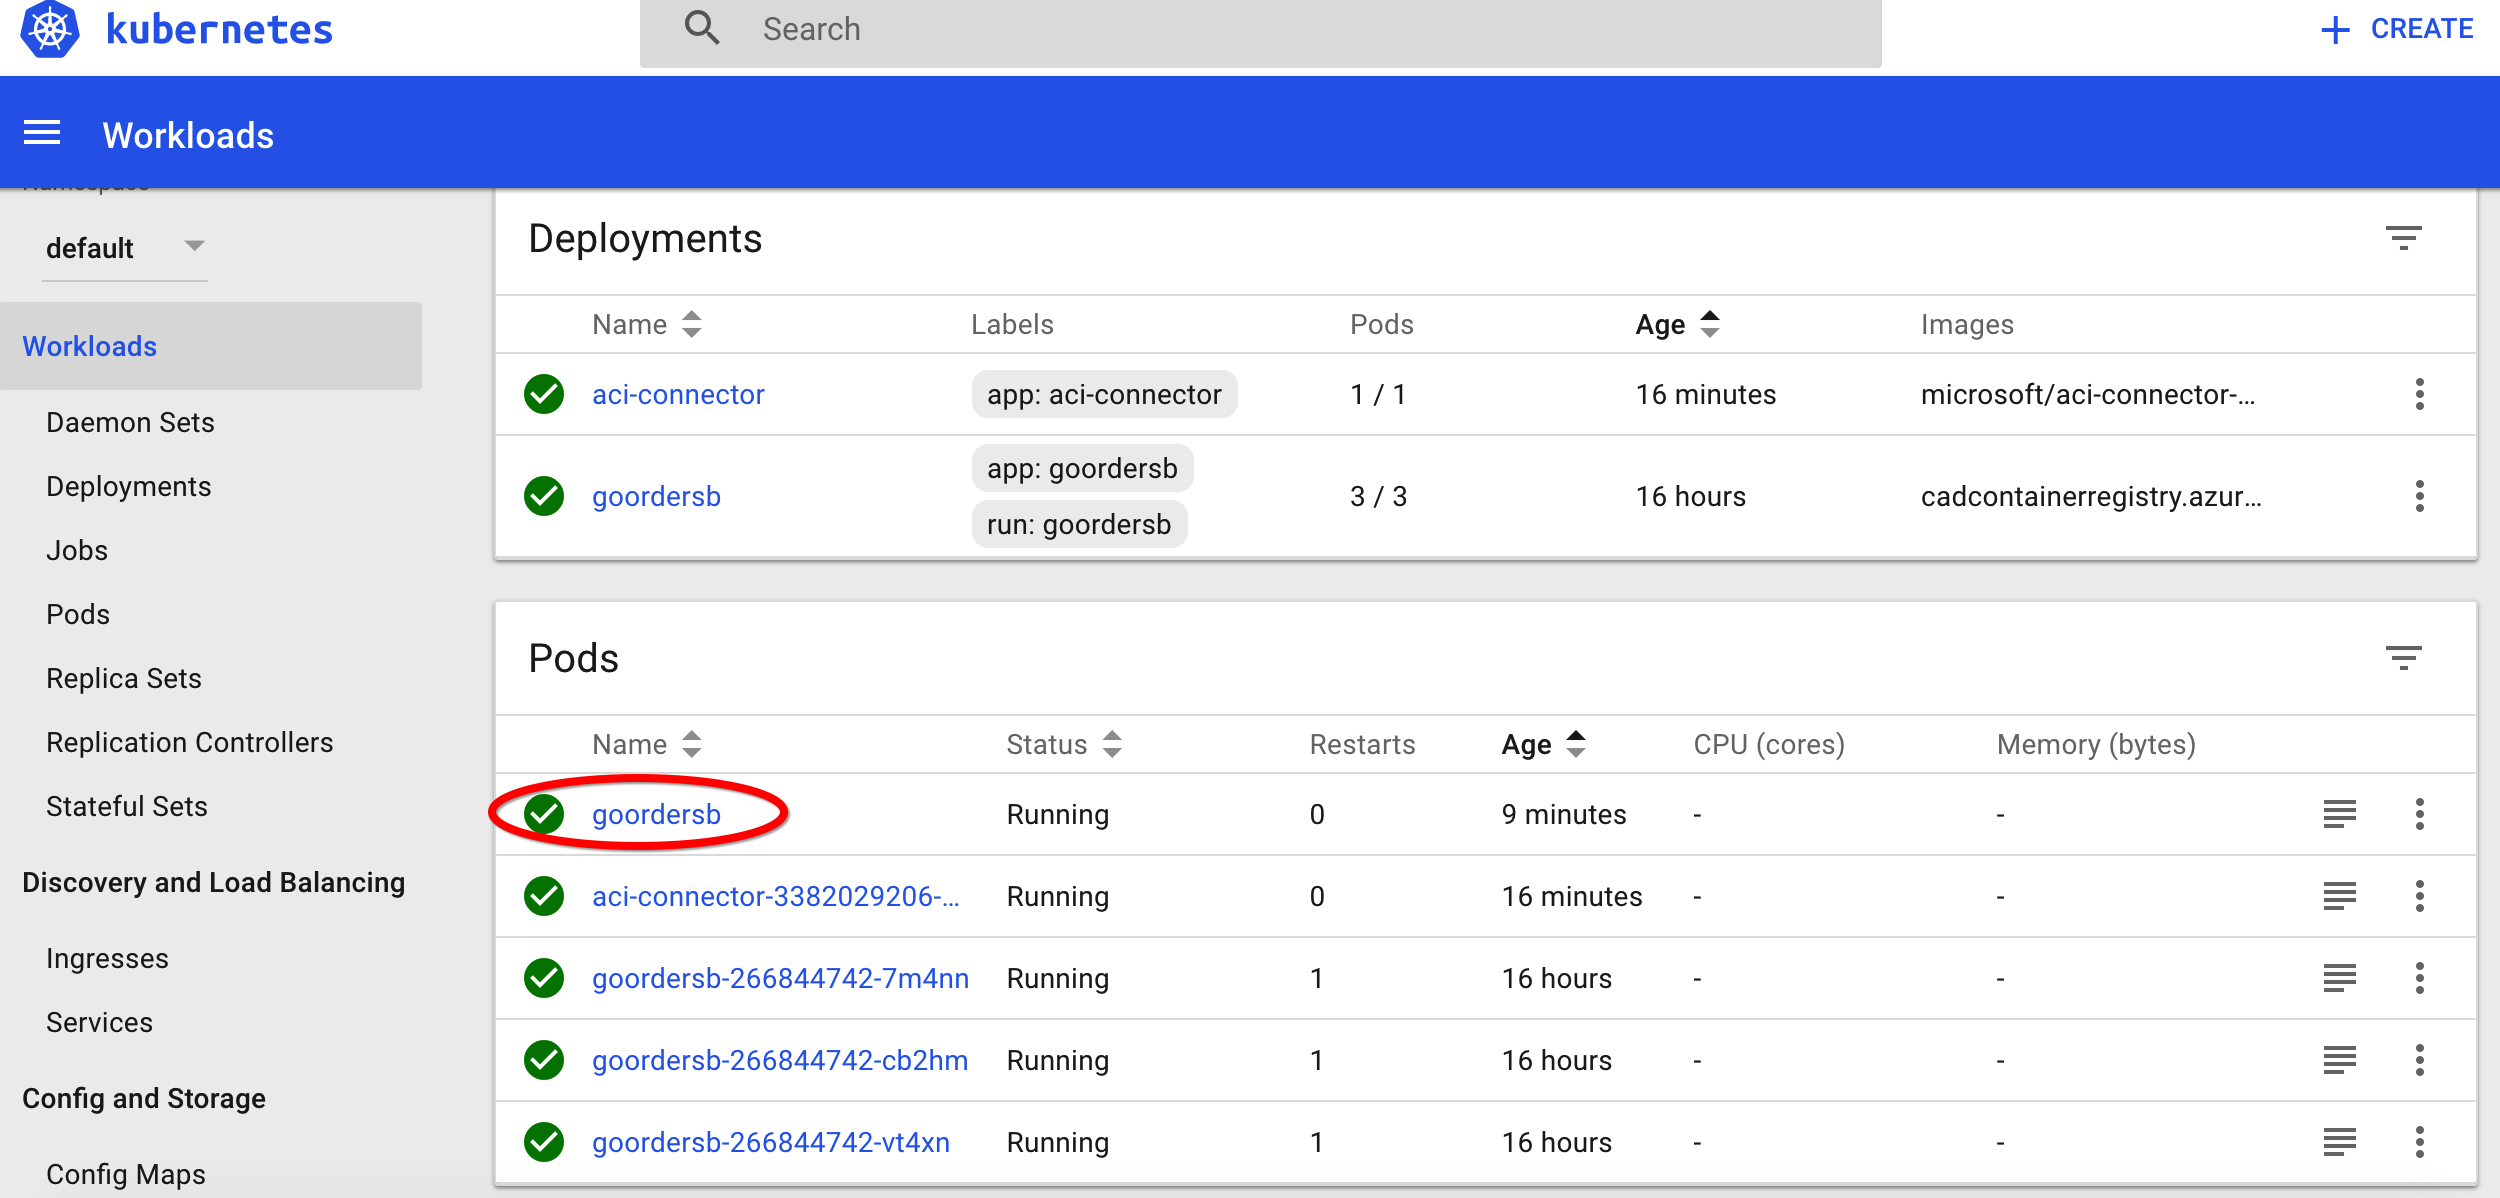 kubernetes
Search
CREATE
Workloads
Namespace
default
Workloads
Daemon Sets
Deployments
Jobs
Pods
Replica Sets
Replication Controllers
Stateful Sets
Discovery and Load Balancing
Ingresses
Services
Config and Storage
Config Maps
Deployments
Name Labels Pods Age Images
aci-connector app: aci-connector 1 / 1 16 minutes microsoft/aci-connector-...
goordersb app: goordersb run: goordersb 3 / 3 16 hours cadcontainerregistry.azur...
Pods
Name Status Restarts Age CPU (cores) Memory (bytes)
goordersb Running 0 9 minutes - -
aci-connector-3382029206-... Running 0 16 minutes - -
goordersb-266844742-7m4nn Running 1 16 hours - -
goordersb-266844742-cb2hm Running 1 16 hours - -
goordersb-266844742-vt4xn Running 1 16 hours - -